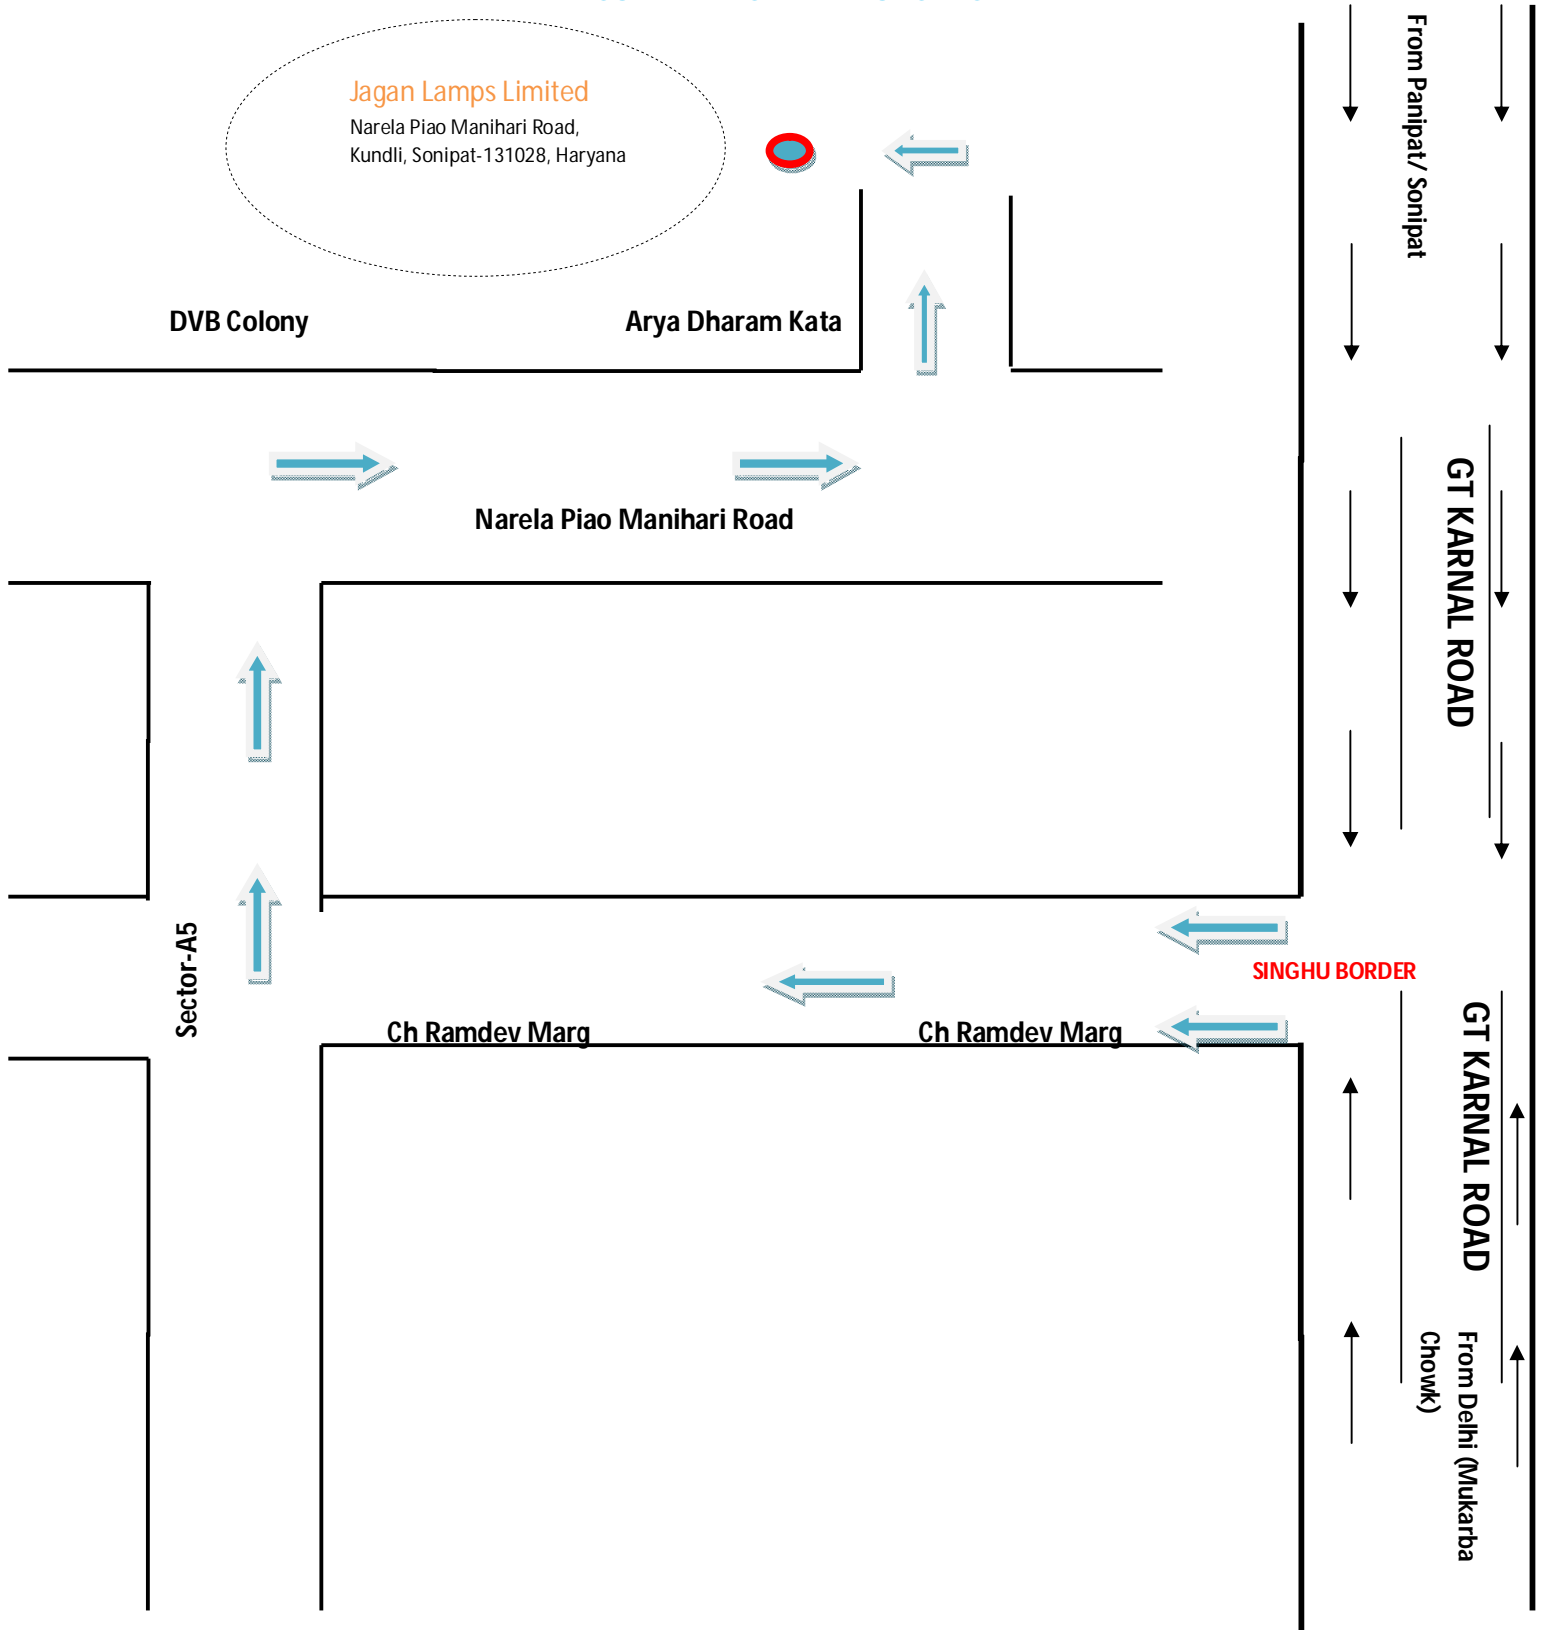 Jagan Lamps Limited
Narela Piao Manihari Road,
Kundli, Sonipat-131028, Haryana
From Panipat/ Sonipat
DVB Colony
Arya Dharam Kata
Narela Piao Manihari Road
GT KARNAL ROAD
Sector-A5
SINGHU BORDER
Ch Ramdev Marg
Ch Ramdev Marg
GT KARNAL ROAD
From Delhi (Mukarba
Chowk)